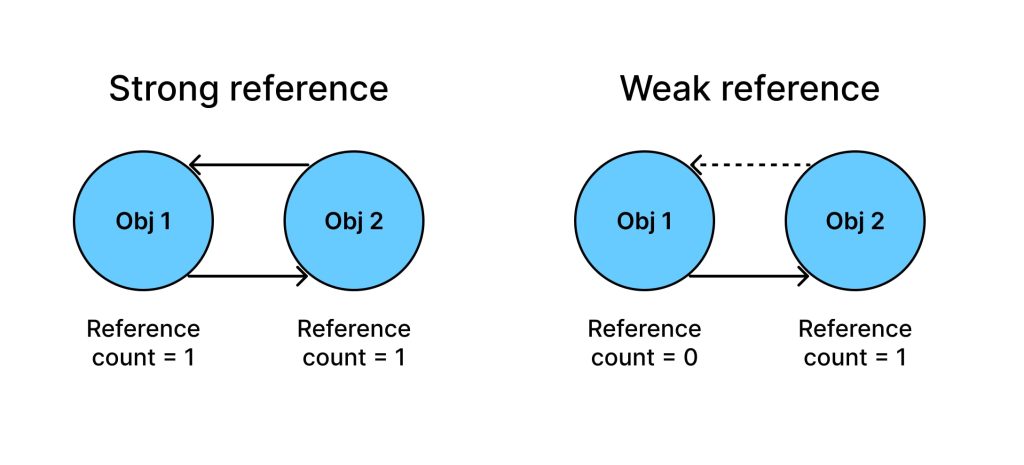 Strong reference
Obj 1
Obj 2
Reference
count = 1
Reference
count = 1
Weak reference
Obj 1
Obj 2
Reference
count = 0
Reference
count = 1